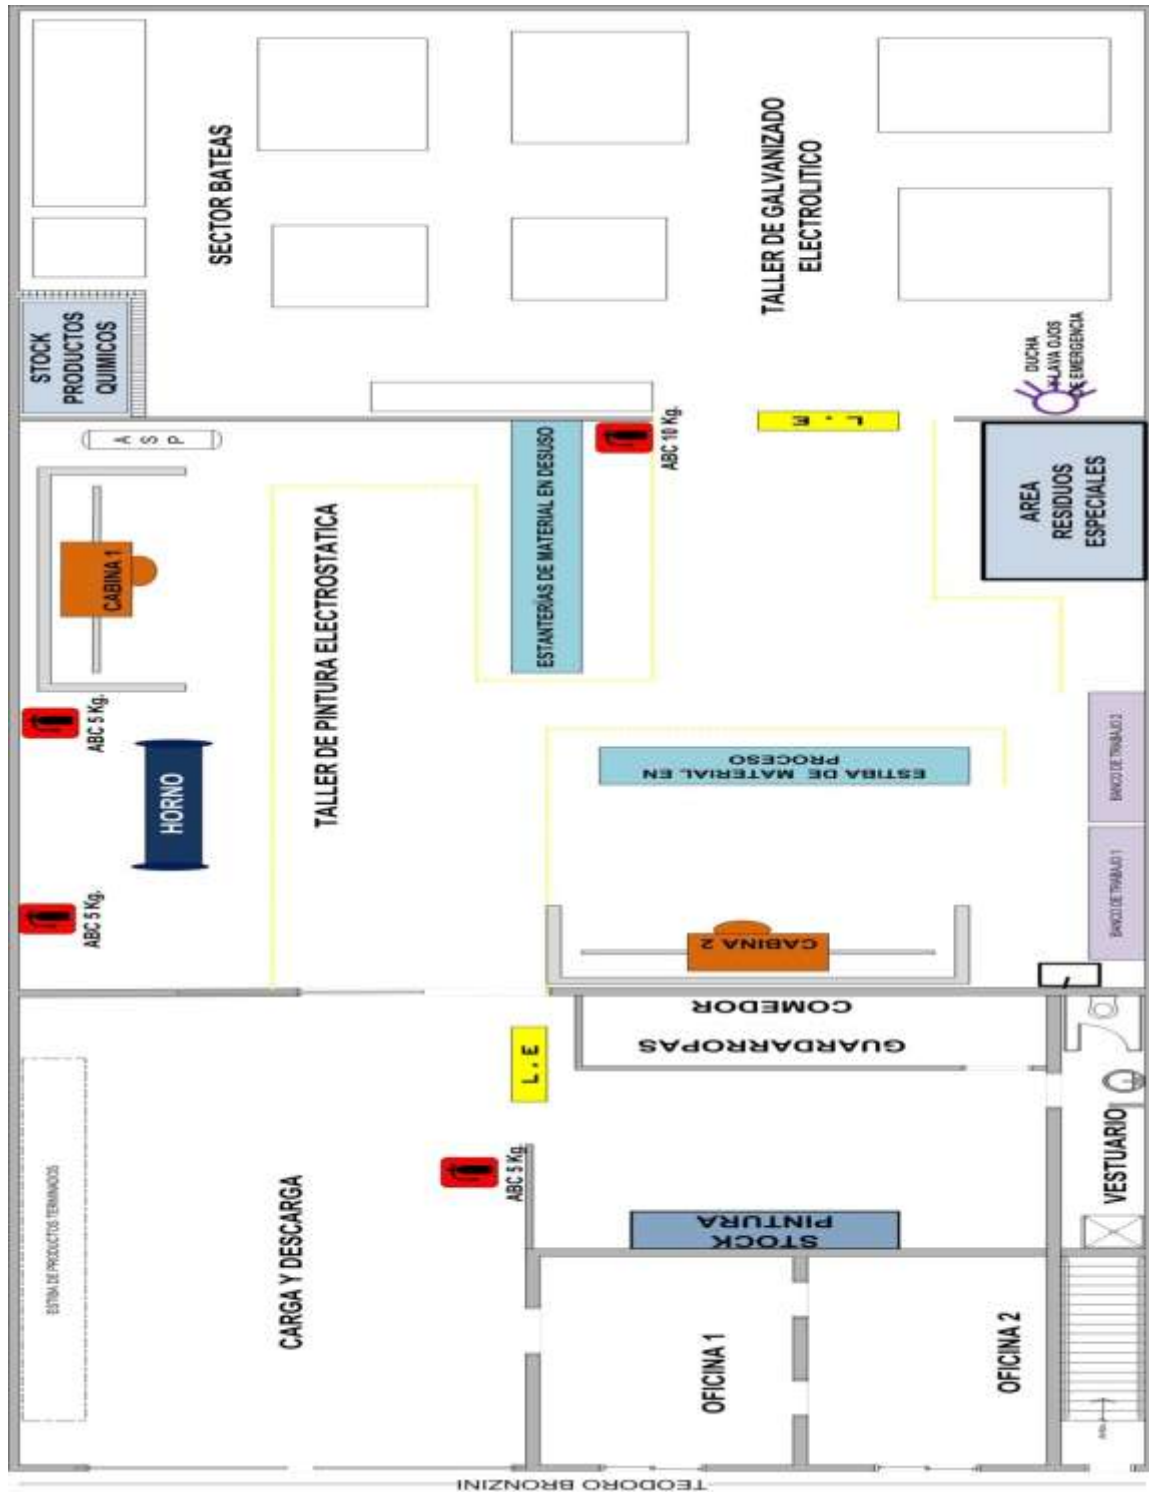 SECTOR BATEAS
TALLER DE GALVANIZADO
ELECTROLITICO
STOCK
PRODUCTOS
QUIMICOS
DUCHA
Y LAVA OJOS
DE EMERGENCIA
A S P
L . E
ABC 10 Kg.
ESTANTERÍAS DE MATERIAL EN DESUSO
AREA
RESIDUOS
ESPECIALES
CABINA 1
TALLER DE PINTURA ELECTROSTATICA
ABC 5 Kg.
HORNO
ABC 5 Kg.
ESTIBA DE MATERIAL EN
PROCESO
BANCO DE TRABAJO 2
BANCO DE TRABAJO 1
CABINA 2
COMEDOR
GUARDARROPAS
L . E
ABC 5 Kg.
ESTIBA DE PRODUCTOS TERMINADOS
CARGA Y DESCARGA
STOCK
PINTURA
VESTUARIO
OFICINA 1
OFICINA 2
TEODORO BRONZINI